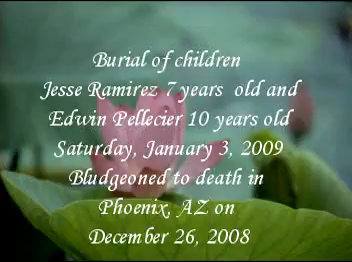 Burial of children
Jesse Ramirez 7 years old and
Edwin Pellecier 10 years old
Saturday, January 3, 2009
Bludgeoned to death in
Phoenix, AZ on
December 26, 2008